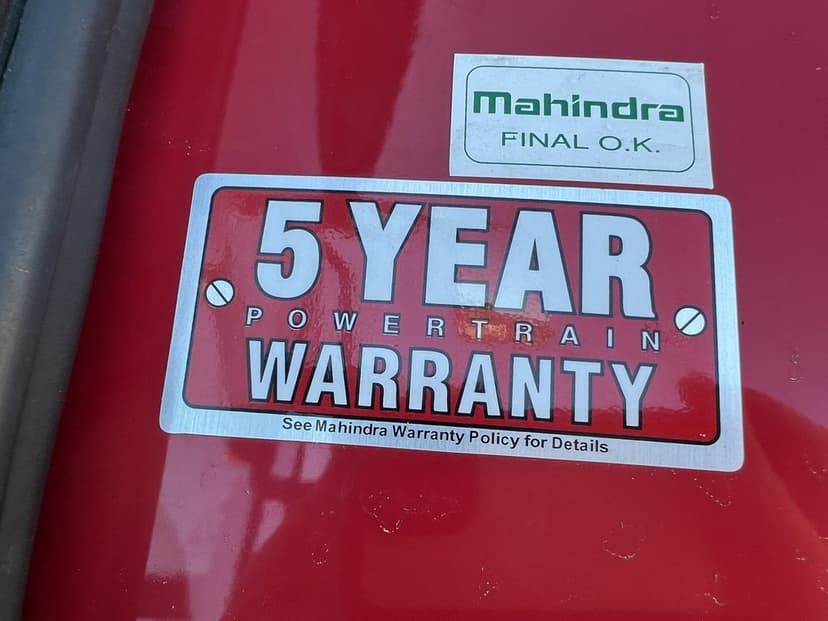 Mahindra
FINAL O.K.
5 YEAR
POWERTRAIN
WARRANTY
See Mahindra Warranty Policy for Details